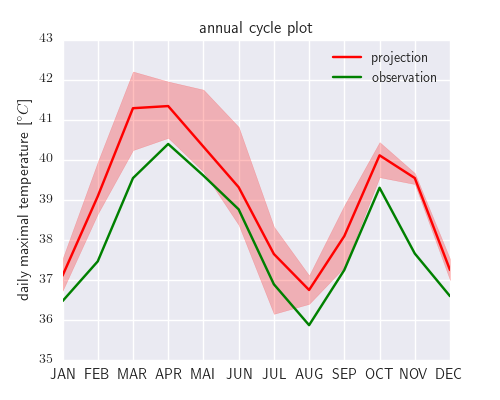 annual cycle plot
projection
observation
daily maximal temperature [°C]
43
42
41
40
39
38
37
36
35
JAN FEB MAR APR MAI JUN JUL AUG SEP OCT NOV DEC